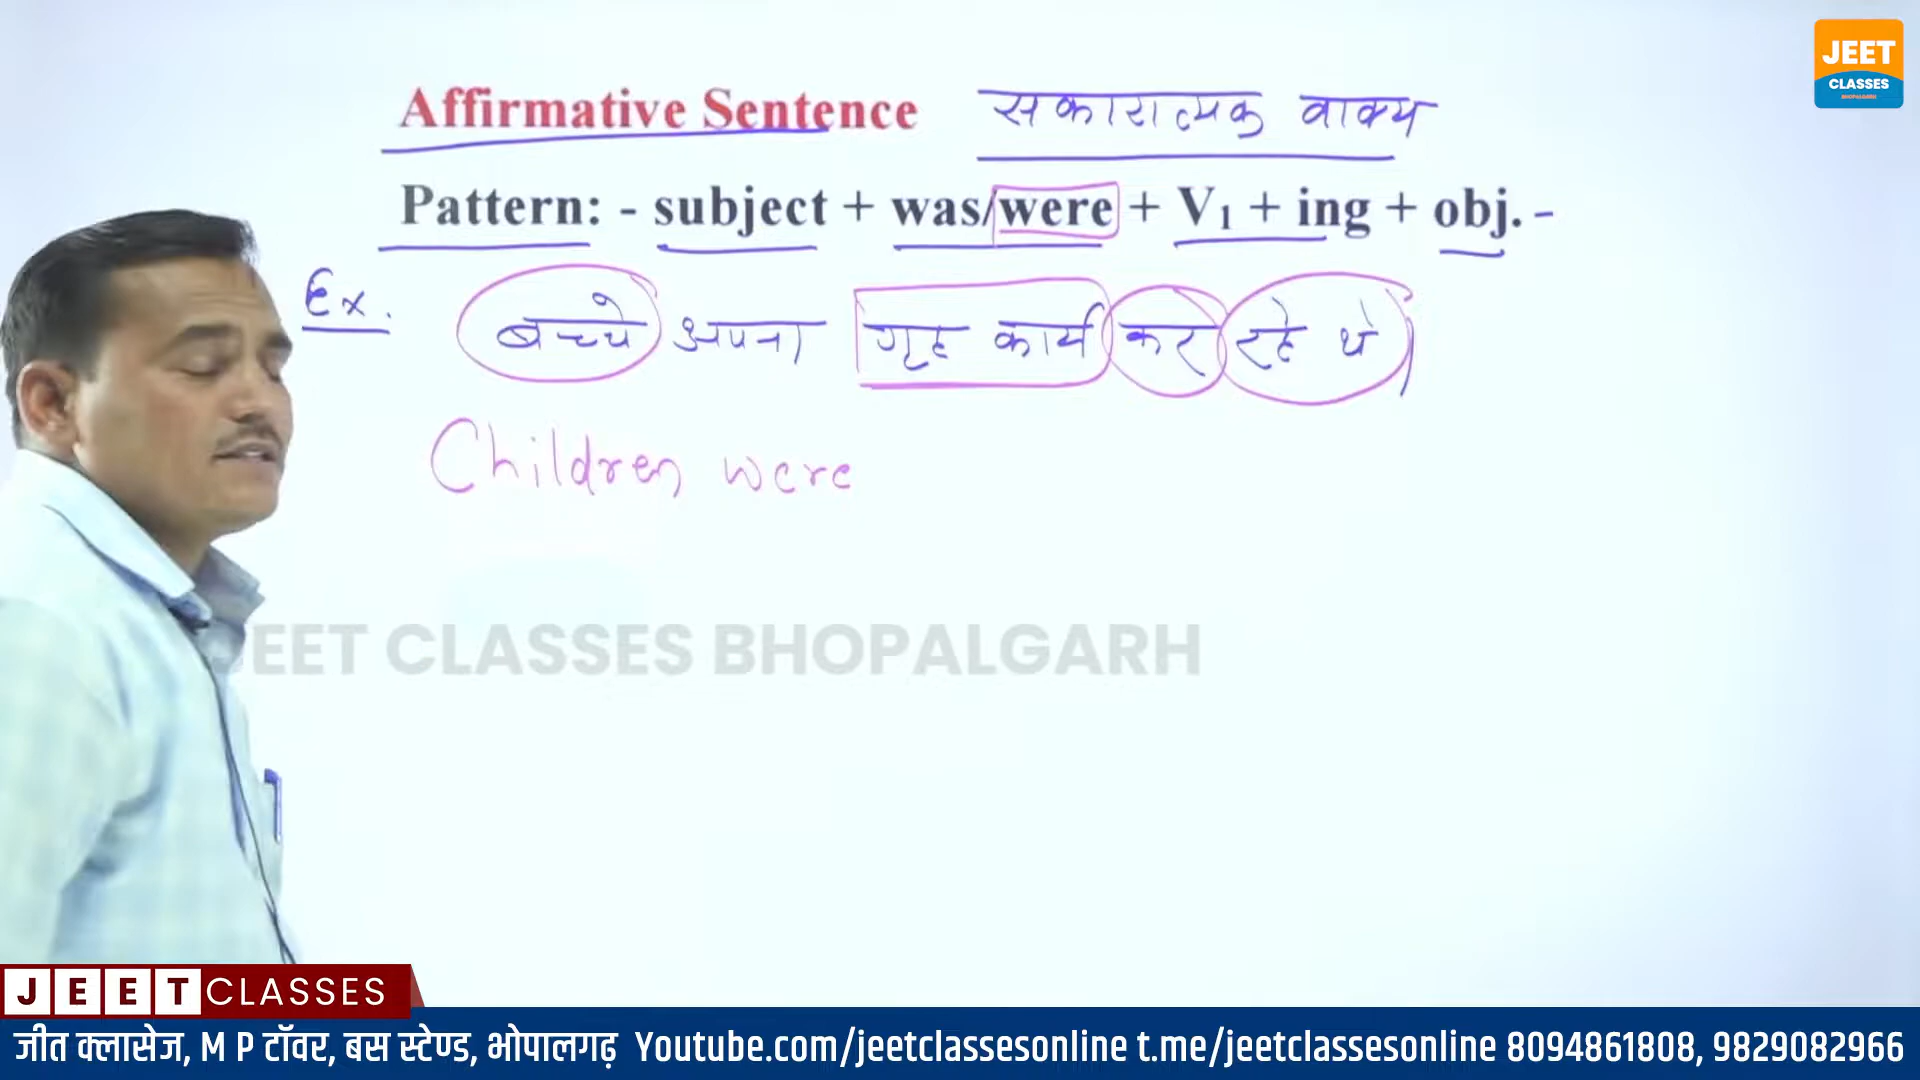 JEET
CLASSES
Affirmative Sentence सकारात्मक वाक्य
Pattern: - subject + was/were + V₁ + ing + obj. -
Ex. बच्चे अपना गृह कार्य कर रहे थे।
Children were
JEET CLASSES BHOPALGARH
JEET CLASSES
जीत क्लासेज, M P टॉवर, बस स्टेण्ड, भोपालगढ़ Youtube.com/jeetclassesonline t.me/jeetclassesonline 8094861808, 9829082966